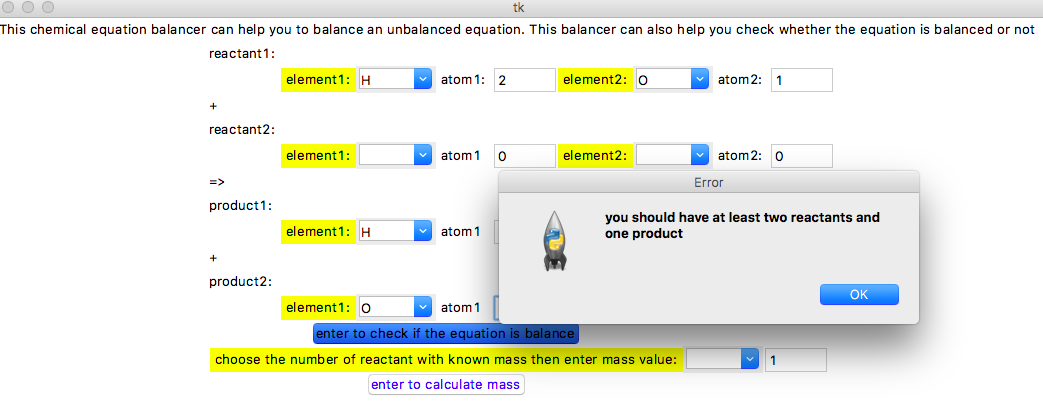 tk
This chemical equation balancer can help you to balance an unbalanced equation. This balancer can also help you check whether the equation is balanced or not
reactant1:
element1: H atom1: 2 element2: O atom2: 1
+
reactant2:
element1: atom1 0 element2: atom2: 0
=>
Error
product1:
you should have at least two reactants and
one product
element1: H atom1
+
product2:
OK
element1: O atom1
enter to check if the equation is balance
choose the number of reactant with known mass then enter mass value: 1
enter to calculate mass